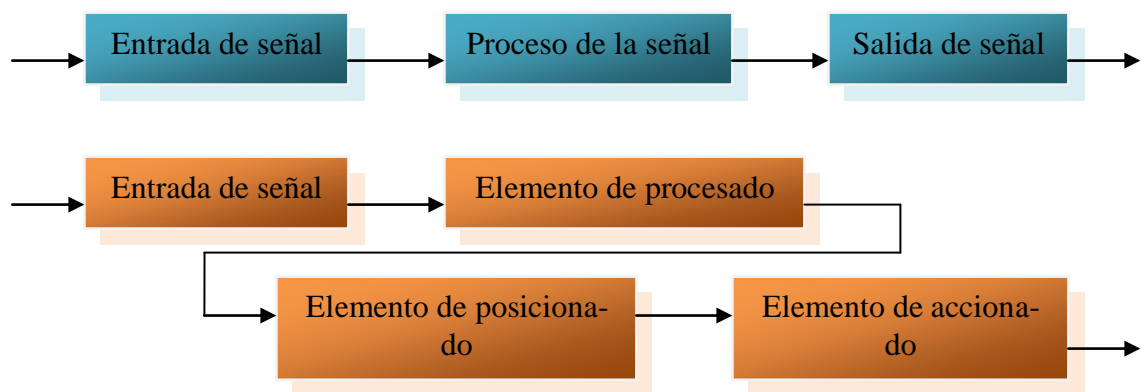 Entrada de señal
Proceso de la señal
Salida de señal
Entrada de señal
Elemento de procesado
Elemento de posiciona-
do
Elemento de acciona-
do